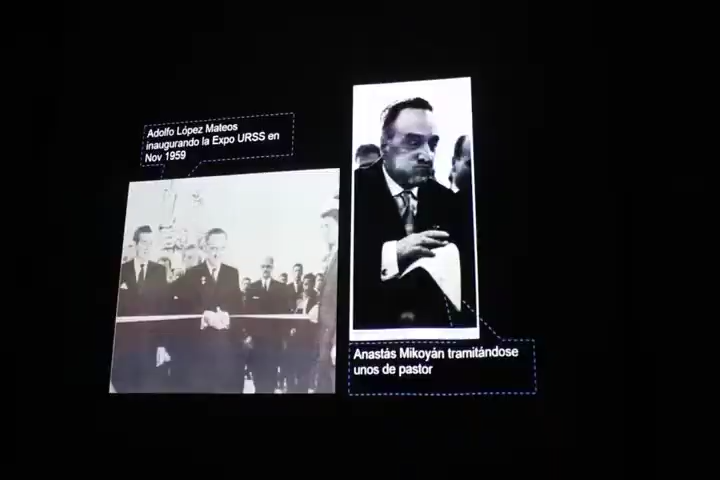 Adolfo López Mateos
inaugurando la Expo URSS en
Nov 1959
Anastás Mikoyán tramitándose
unos de pastor